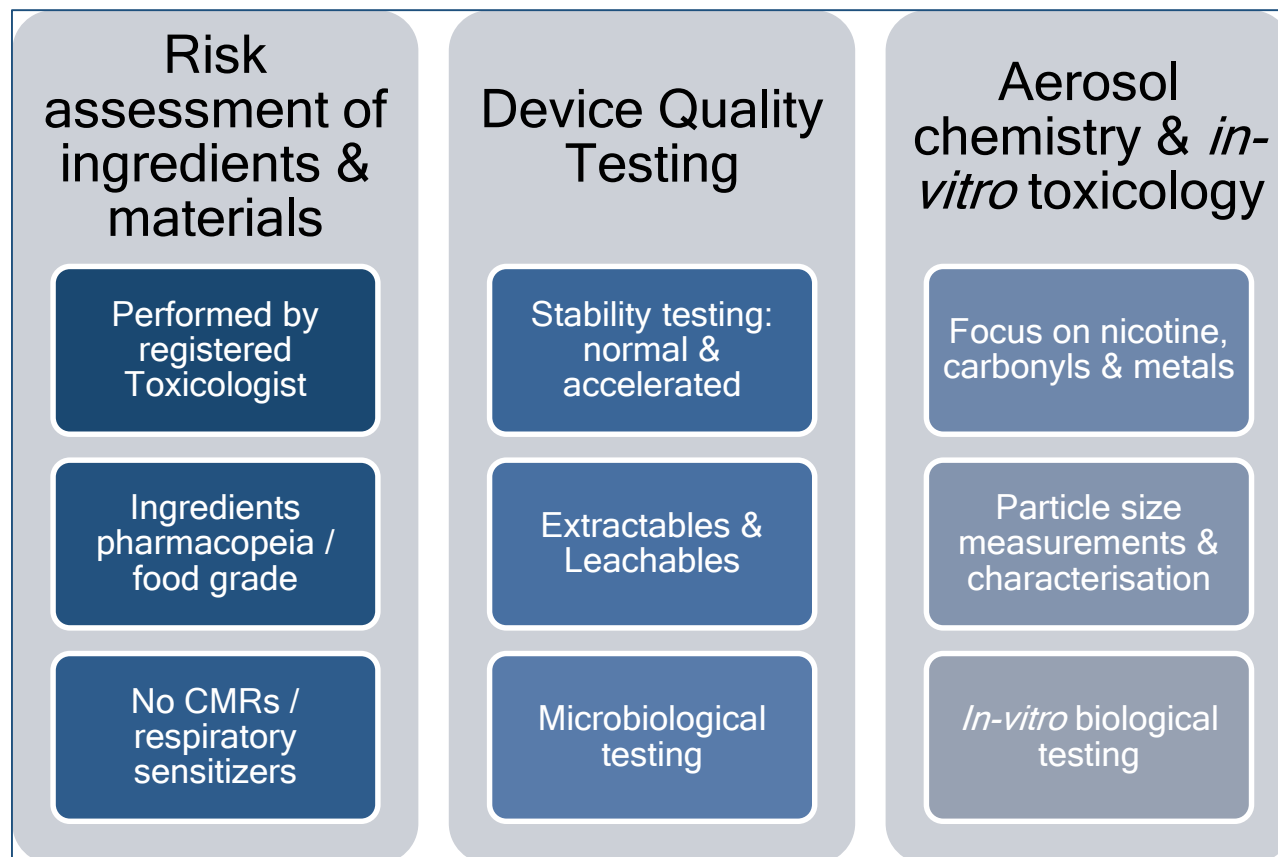 Risk
assessment of
ingredients &
materials
Performed by
registered
Toxicologist
Ingredients
pharmacopeia /
food grade
No CMRs /
respiratory
sensitizers
Device Quality
Testing
Stability testing:
normal &
accelerated
Extractables &
Leachables
Microbiological
testing
Aerosol
chemistry & in-
vitro toxicology
Focus on nicotine,
carbonyls & metals
Particle size
measurements &
characterisation
In-vitro biological
testing